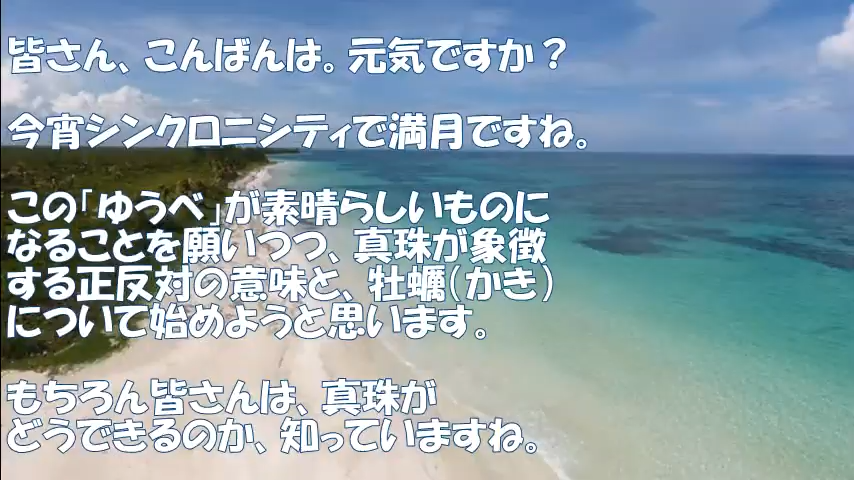 皆さん、こんばんは。元気ですか？
今宵シンクロニシティで満月ですね。
この「ゆうべ」が素晴らしいものに
なることを願いつつ、真珠が象徴
する正反対の意味と、牡蠣（かき）
について始めようと思います。
もちろん皆さんは、真珠が
どうできるのか、知っていますね。